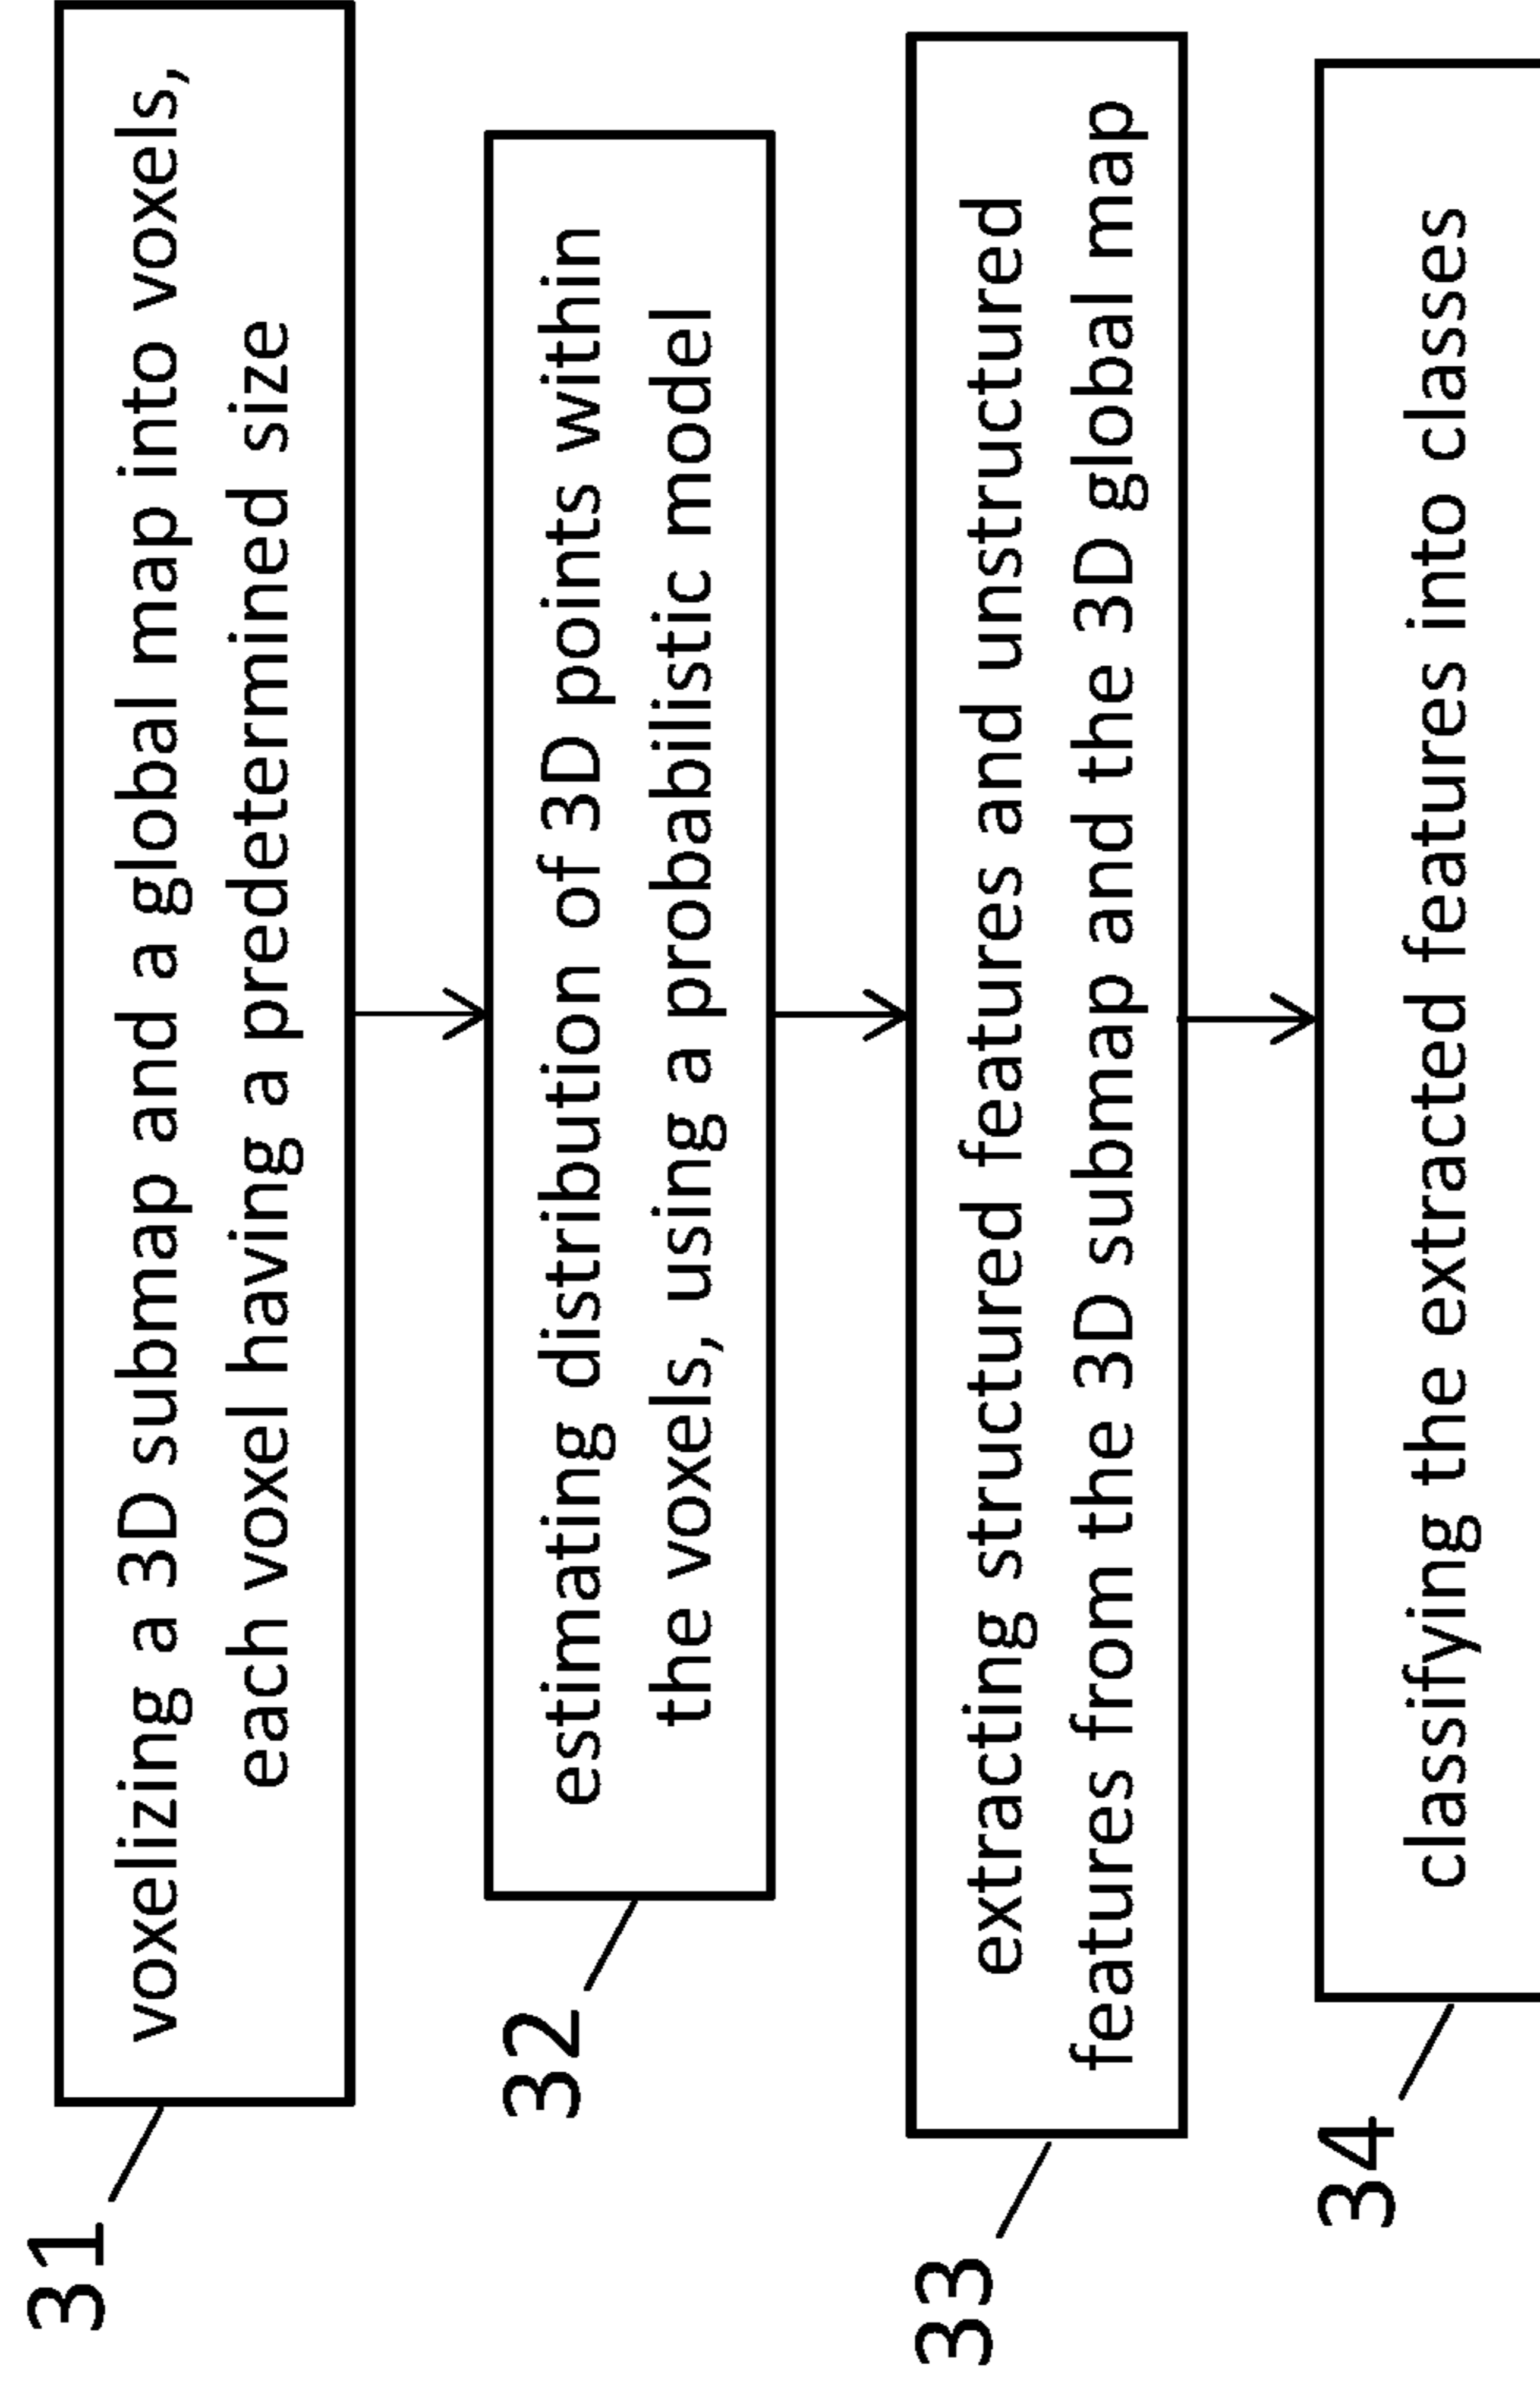 31
voxelizing a 3D submap and a global map into voxels,
each voxel having a predetermined size
32
estimating distribution of 3D points within
the voxels, using a probabilistic model
33
extracting structured features and unstructured
features from the 3D submap and the 3D global map
34
classifying the extracted features into classes